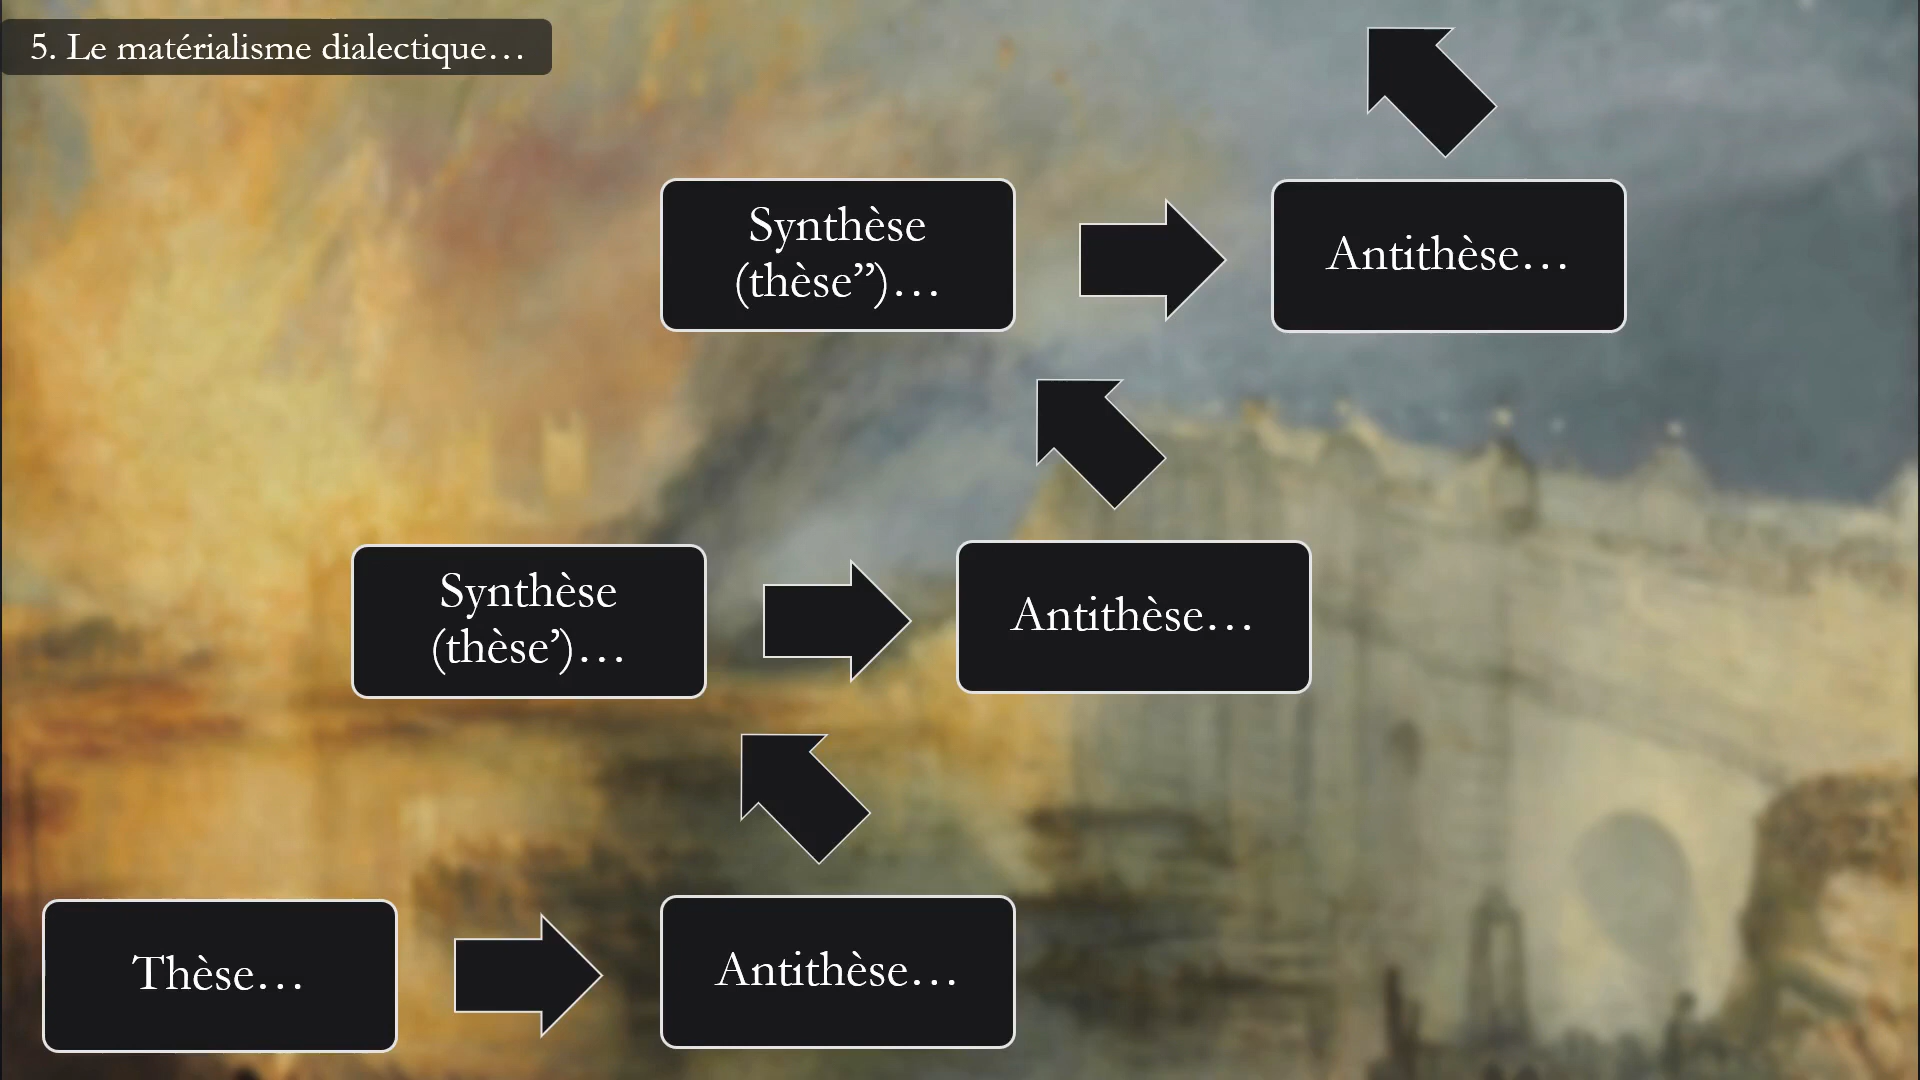 5. Le matérialisme dialectique…
Synthèse
(thèse’’)…
Antithèse…
Synthèse
(thèse’)…
Antithèse…
Thèse…
Antithèse…